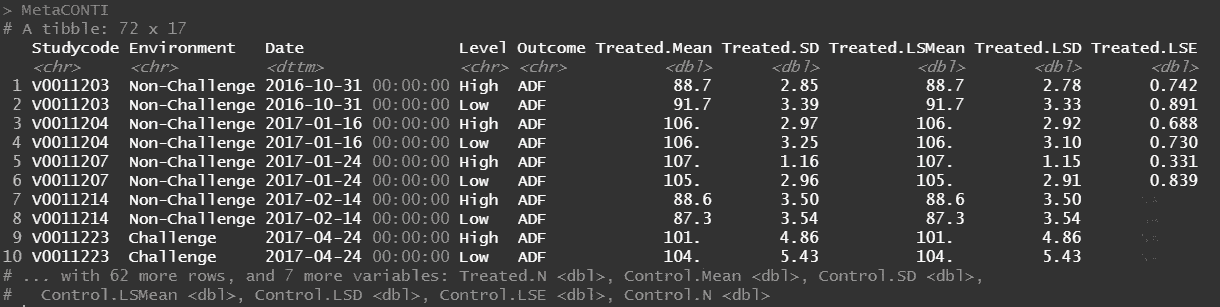 > MetaCONTI
# A tibble: 72 x 17
   Studycode Environment   Date                Level Outcome Treated.Mean Treated.SD Treated.LSMean Treated.LSD Treated.LSE
   <chr>     <chr>         <dttm>              <chr> <chr>          <dbl>      <dbl>          <dbl>       <dbl>       <dbl>
 1 V0011203  Non-Challenge 2016-10-31 00:00:00 High  ADF             88.7       2.85           88.7        2.78       0.742
 2 V0011203  Non-Challenge 2016-10-31 00:00:00 Low   ADF             91.7       3.39           91.7        3.33       0.891
 3 V0011204  Non-Challenge 2017-01-16 00:00:00 High  ADF            106.        2.97          106.         2.92       0.688
 4 V0011204  Non-Challenge 2017-01-16 00:00:00 Low   ADF            106.        3.25          106.         3.10       0.730
 5 V0011207  Non-Challenge 2017-01-24 00:00:00 High  ADF            107.        1.16          107.         1.15       0.331
 6 V0011207  Non-Challenge 2017-01-24 00:00:00 Low   ADF            105.        2.96          105.         2.91       0.839
 7 V0011214  Non-Challenge 2017-02-14 00:00:00 High  ADF             88.6       3.50           88.6        3.50
 8 V0011214  Non-Challenge 2017-02-14 00:00:00 Low   ADF             87.3       3.54           87.3        3.54
 9 V0011223  Challenge     2017-04-24 00:00:00 High  ADF            101.        4.86          101.         4.86
10 V0011223  Challenge     2017-04-24 00:00:00 Low   ADF            104.        5.43          104.         5.43
# ... with 62 more rows, and 7 more variables: Treated.N <dbl>, Control.Mean <dbl>, Control.SD <dbl>,
#   Control.LSMean <dbl>, Control.LSD <dbl>, Control.LSE <dbl>, Control.N <dbl>